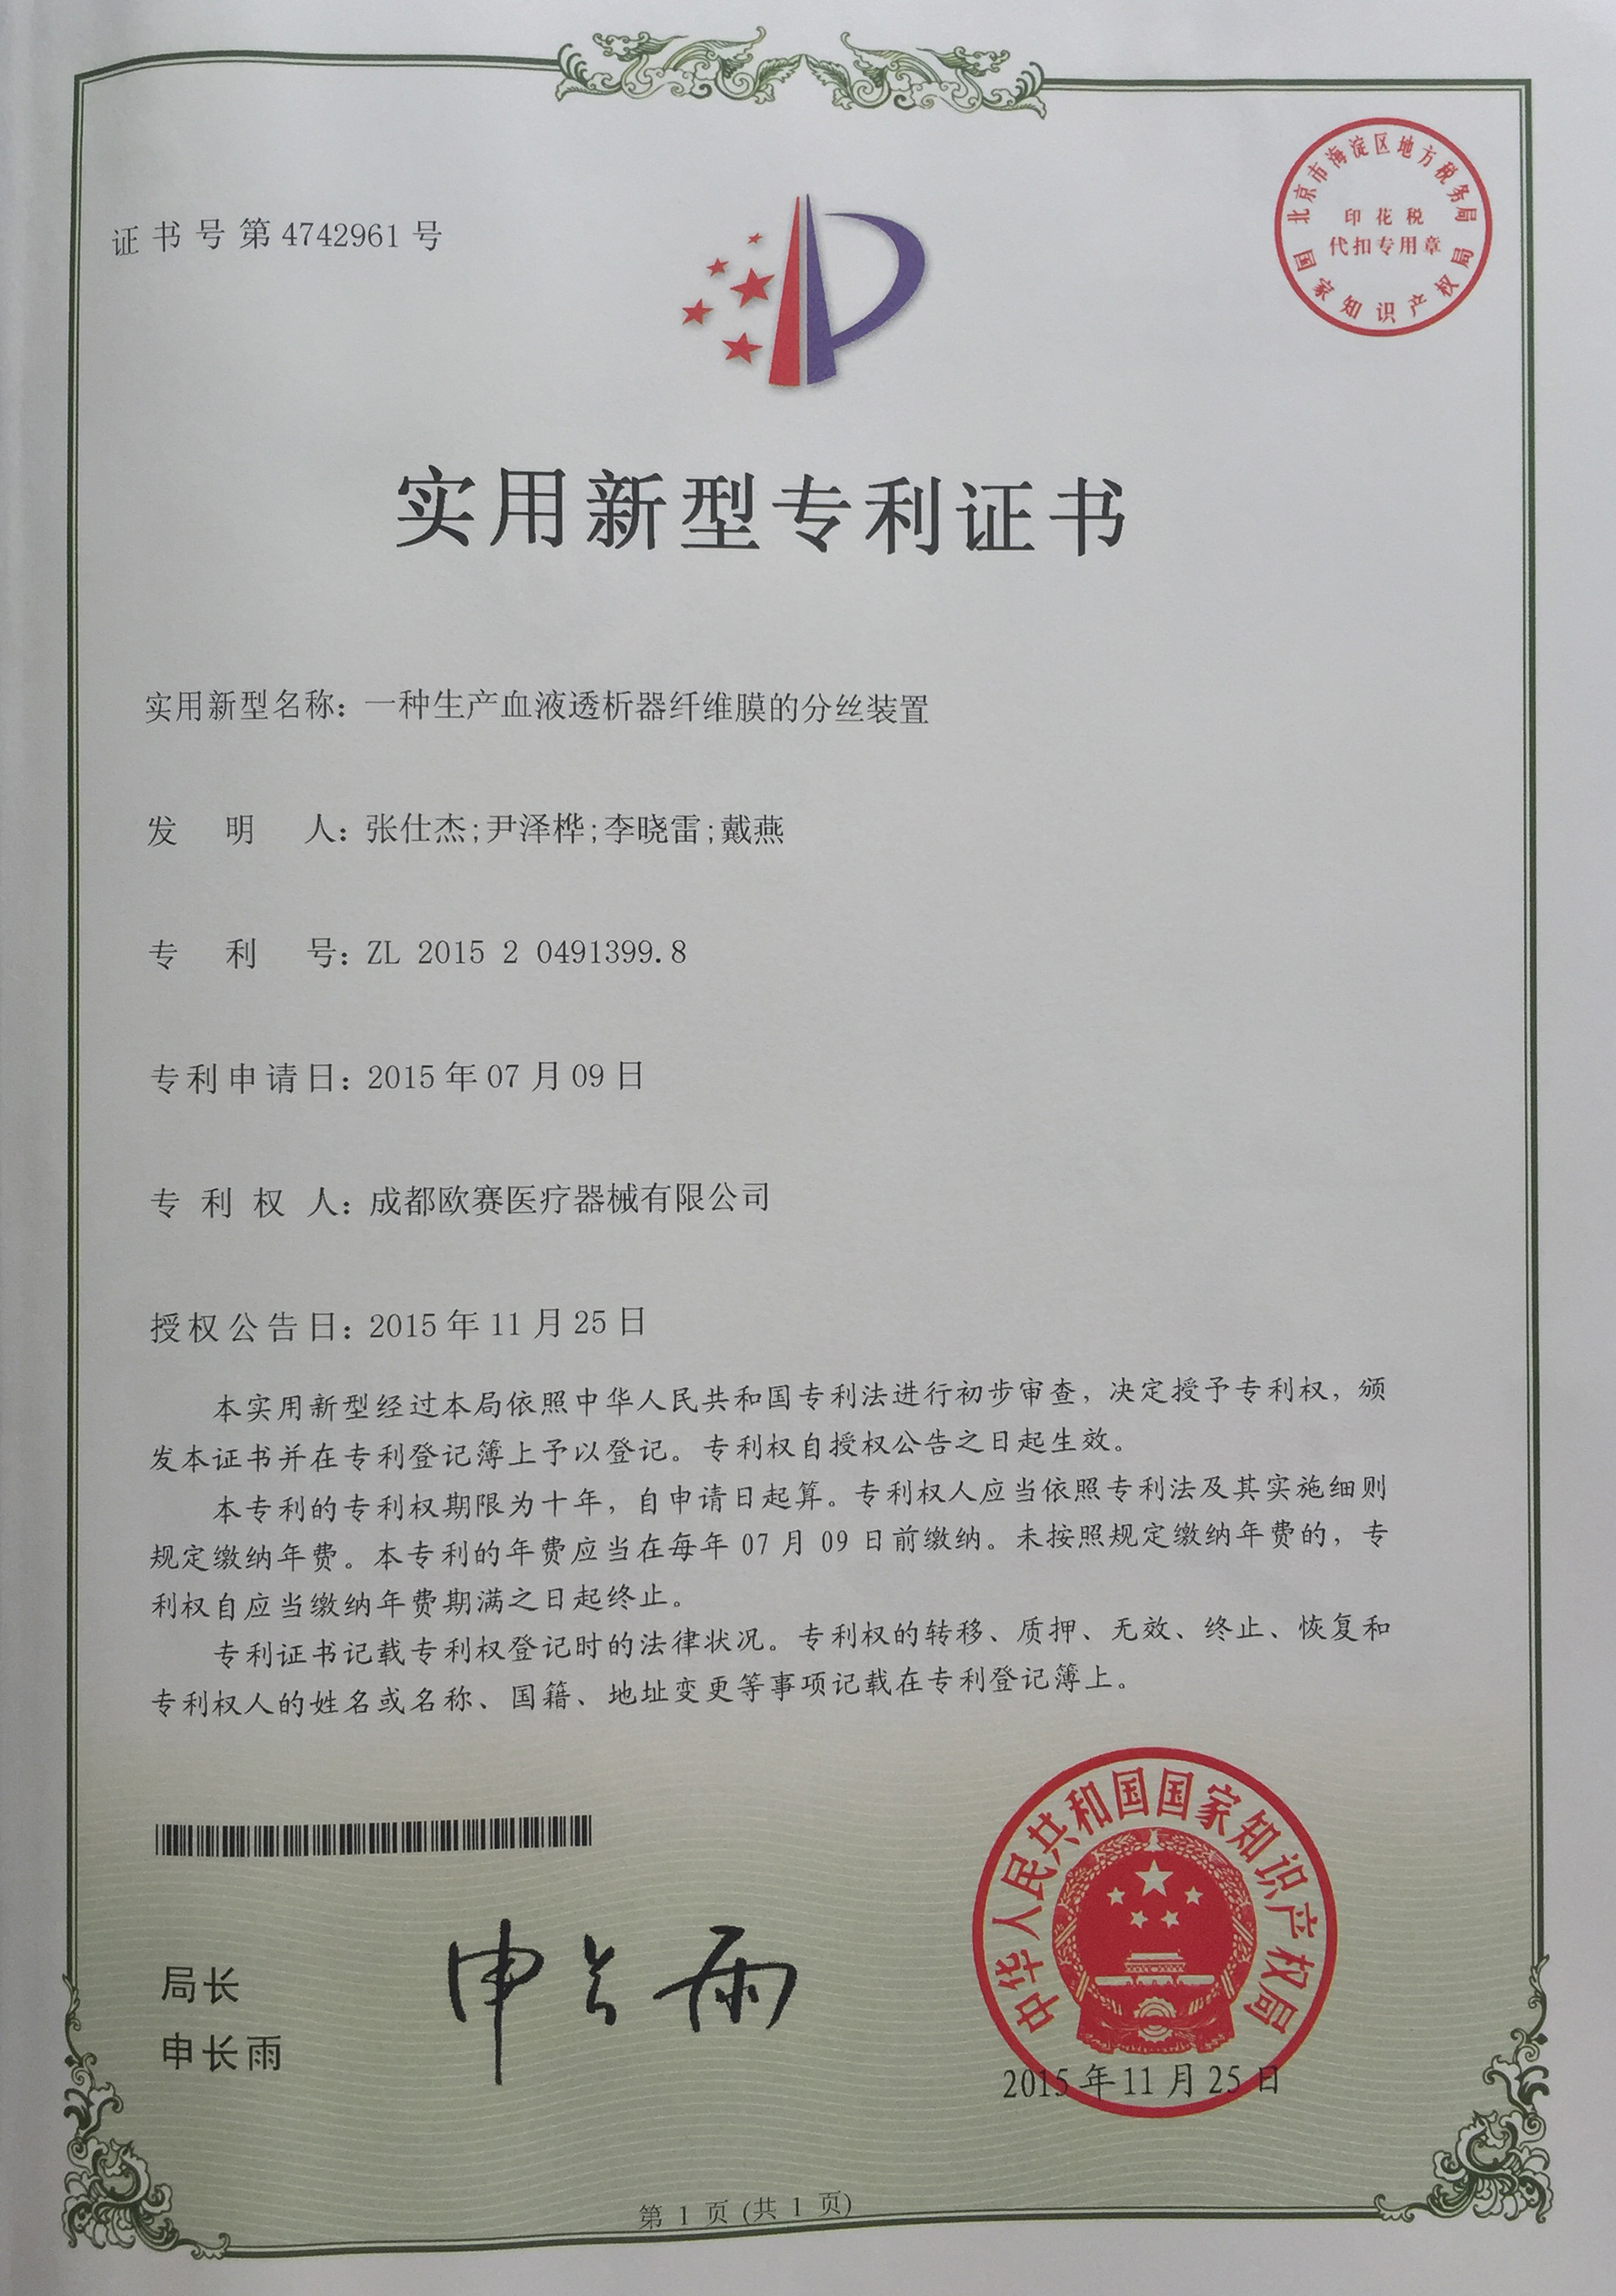 证书号第4742961号
北京市海淀区地方税务局
印花税
代扣专用章
国家知识产权局
实用新型专利证书
实用新型名称：一种生产血液透析器纤维膜的分丝装置
发明人：张仕杰;尹泽桦;李晓雷;戴燕
专利号：ZL 2015 2 0491399.8
专利申请日：2015年07月09日
专利权人：成都欧赛医疗器械有限公司
授权公告日：2015年11月25日
本实用新型经过本局依照中华人民共和国专利法进行初步审查，决定授予专利权，颁
发本证书并在专利登记簿上予以登记。专利权自授权公告之日起生效。
本专利的专利权期限为十年，自申请日起算。专利权人应当依照专利法及其实施细则
规定缴纳年费。本专利的年费应当在每年07月09日前缴纳。未按照规定缴纳年费的，专
利权自应当缴纳年费期满之日起终止。
专利证书记载专利权登记时的法律状况。专利权的转移、质押、无效、终止、恢复和
专利权人的姓名或名称、国籍、地址变更等事项记载在专利登记簿上。
中华人民共和国国家知识产权局
局长
申长雨
申长雨
2015年11月25日
第1页(共1页)